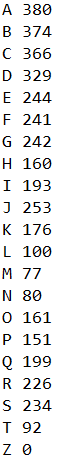 A 380
B 374
C 366
D 329
E 244
F 241
G 242
H 160
I 193
J 253
K 176
L 100
M 77
N 80
O 161
P 151
Q 199
R 226
S 234
T 92
Z 0